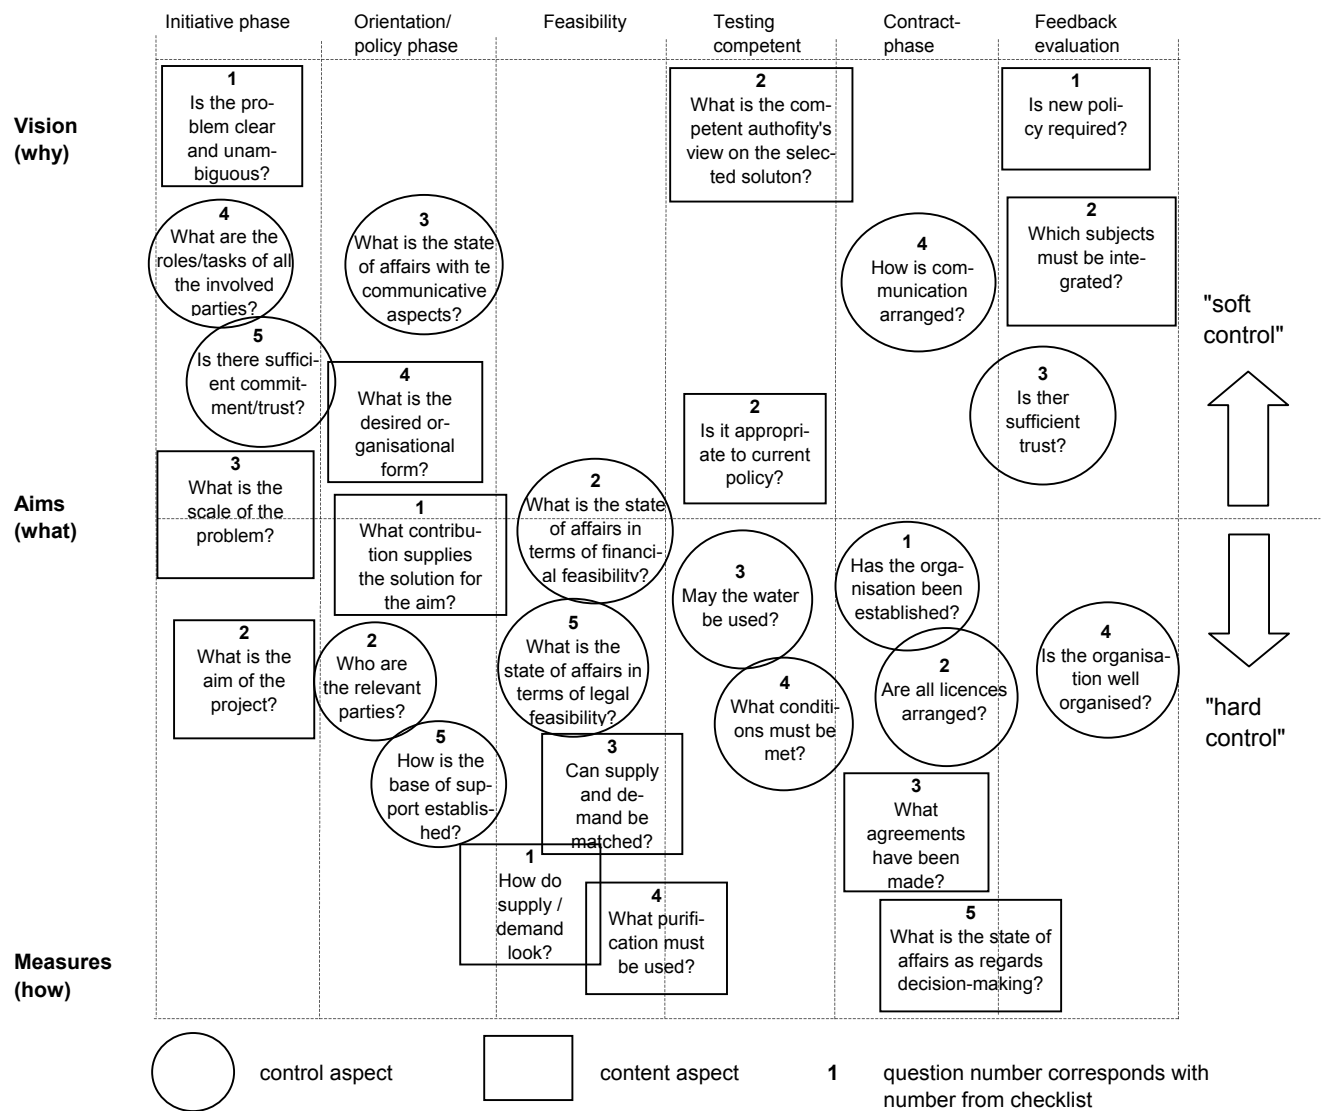 Initiative phase
Orientation/
policy phase
Feasibility
Testing
competent
Contract-
phase
Feedback
evaluation
Vision
(why)
Aims
(what)
Measures
(how)
1
Is the pro-
blem clear
and unam-
biguous?
4
What are the
roles/tasks of all
the involved
parties?
5
Is there suffici-
ent commit-
ment/trust?
3
What is the
scale of the
problem?
2
What is the
aim of the
project?
3
What is the state
of affairs with te
communicative
aspects?
4
What is the
desired or-
ganisational
form?
1
What contribu-
tion supplies
the solution for
the aim?
2
Who are
the relevant
parties?
5
How is the
base of sup-
port establis-
hed?
2
What is the state
of affairs in
terms of financi-
al feasibility?
5
What is the
state of affairs in
terms of legal
feasibility?
3
Can supply
and de-
mand be
matched?
1
How do
supply /
demand
look?
4
What purifi-
cation must
be used?
2
What is the com-
petent authofity's
view on the selec-
ted soluton?
2
Is it appropri-
ate to current
policy?
3
May the water
be used?
4
What conditi-
ons must be
met?
4
How is com-
munication
arranged?
1
Has the orga-
nisation been
established?
2
Are all licences
arranged?
3
What
agreements
have been
made?
5
What is the state of
affairs as regards
decision-making?
1
Is new poli-
cy required?
2
Which subjects
must be inte-
grated?
3
Is ther
sufficient
trust?
4
Is the organisa-
tion well
organised?
"soft
control"
"hard
control"
control aspect
content aspect
1
question number corresponds with
number from checklist